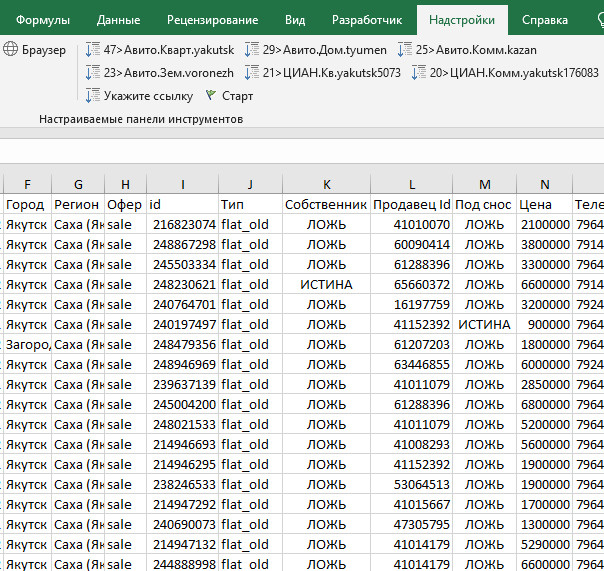 Формулы Данные Рецензирование Вид Разработчик Надстройки Справка
Браузер 47>Авито.Кварт.yakutsk 29>Авито.Дом.tyumen 25>Авито.Комм.kazan
23>Авито.Зем.voronezh 21>ЦИАН.Кв.yakutsk5073 20>ЦИАН.Комм.yakutsk176083
Укажите ссылку Старт
Настраиваемые панели инструментов
F G H I J K L M N
Город Регион Офер id Тип Собственник Продавец Id Под снос Цена Теле
Якутск Саха (Як sale 216823074 flat_old ЛОЖЬ 41010070 ЛОЖЬ 2100000 7964
Якутск Саха (Як sale 248867298 flat_old ЛОЖЬ 60090414 ЛОЖЬ 3800000 7914
Якутск Саха (Як sale 245503334 flat_old ЛОЖЬ 61288396 ЛОЖЬ 3300000 7964
Якутск Саха (Як sale 248230621 flat_old ИСТИНА 65660372 ЛОЖЬ 6600000 7914
Якутск Саха (Як sale 240764701 flat_old ЛОЖЬ 16197759 ЛОЖЬ 3200000 7924
Якутск Саха (Як sale 240197497 flat_old ЛОЖЬ 41152392 ИСТИНА 900000 7964
Загород Саха (Як sale 248479356 flat_old ЛОЖЬ 61207203 ЛОЖЬ 1800000 7964
Якутск Саха (Як sale 248946969 flat_old ЛОЖЬ 63446855 ЛОЖЬ 6000000 7924
Якутск Саха (Як sale 239637139 flat_old ЛОЖЬ 41011079 ЛОЖЬ 2850000 7964
Якутск Саха (Як sale 245004200 flat_old ЛОЖЬ 61288396 ЛОЖЬ 6800000 7964
Якутск Саха (Як sale 248021533 flat_old ЛОЖЬ 41011079 ЛОЖЬ 5200000 7964
Якутск Саха (Як sale 214946693 flat_old ЛОЖЬ 41008293 ЛОЖЬ 5600000 7964
Якутск Саха (Як sale 214946295 flat_old ЛОЖЬ 41152392 ЛОЖЬ 1900000 7964
Якутск Саха (Як sale 238246533 flat_old ЛОЖЬ 53064513 ЛОЖЬ 1900000 7964
Якутск Саха (Як sale 214947292 flat_old ЛОЖЬ 41015667 ЛОЖЬ 1700000 7964
Якутск Саха (Як sale 240690073 flat_old ЛОЖЬ 47305795 ЛОЖЬ 1300000 7964
Якутск Саха (Як sale 214947132 flat_old ЛОЖЬ 41014179 ЛОЖЬ 5290000 7964
Якутск Саха (Як sale 244888998 flat_old ЛОЖЬ 41014179 ЛОЖЬ 6600000 7964